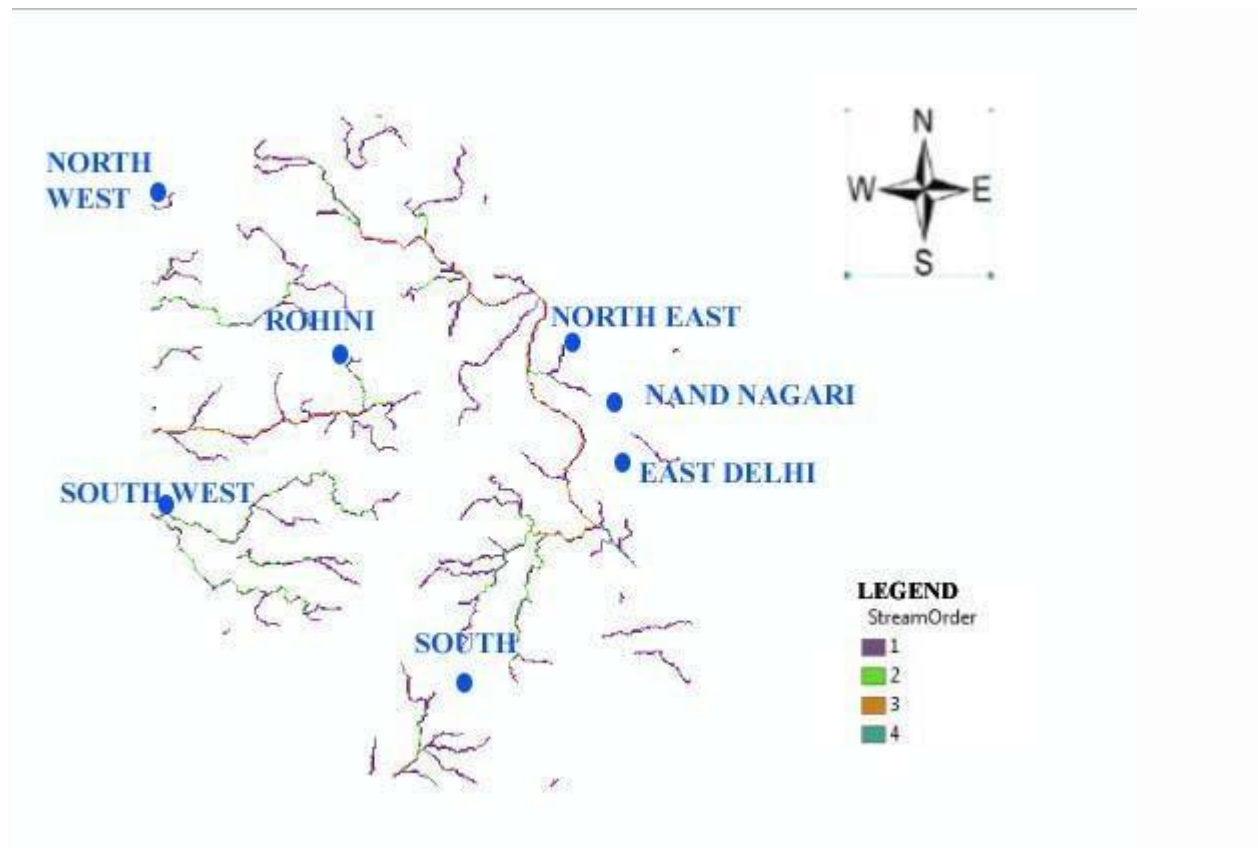 N
W E
S
NORTH
WEST
ROHINI
NORTH EAST
NAND NAGARI
EAST DELHI
SOUTH WEST
SOUTH
LEGEND
StreamOrder
1
2
3
4